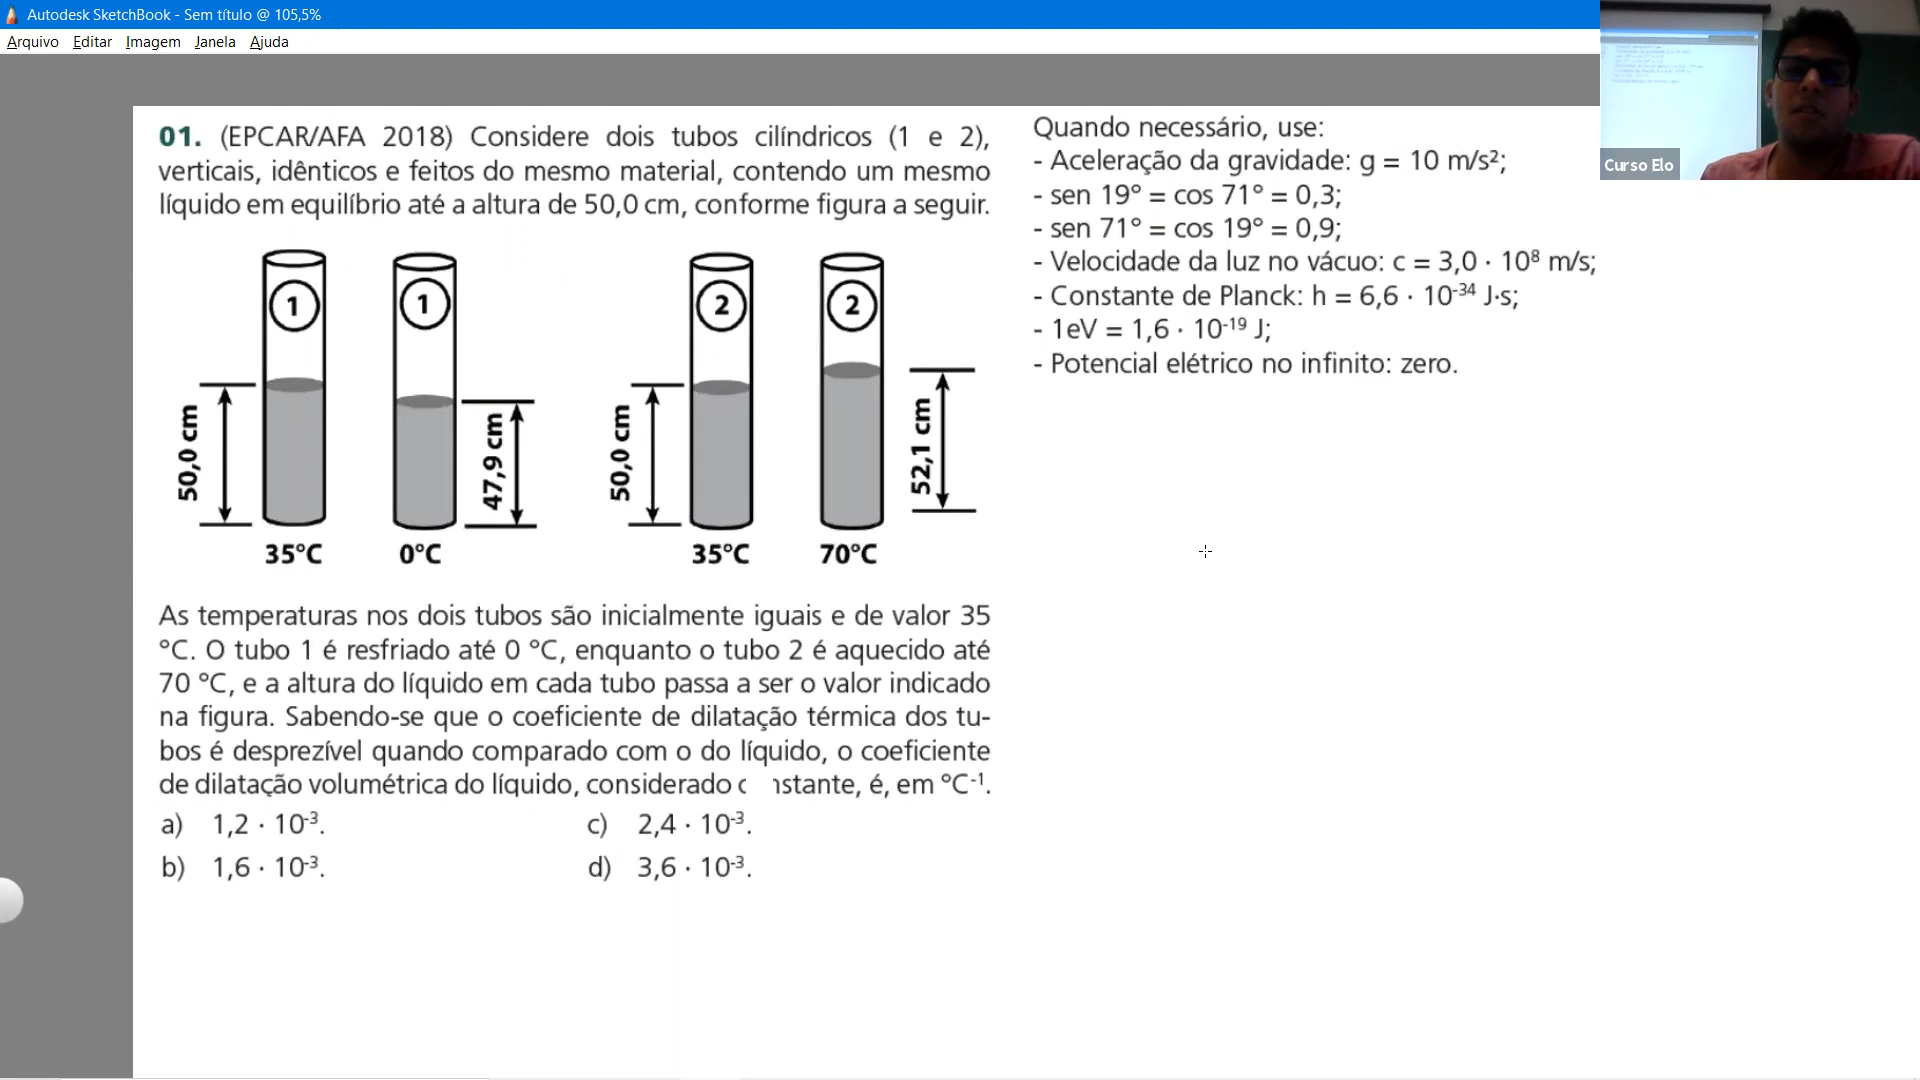 Autodesk SketchBook - Sem título @ 105,5%
Arquivo Editar Imagem Janela Ajuda
Curso Elo
01. (EPCAR/AFA 2018) Considere dois tubos cilíndricos (1 e 2),
verticais, idênticos e feitos do mesmo material, contendo um mesmo
líquido em equilíbrio até a altura de 50,0 cm, conforme figura a seguir.
1 1 2 2
50,0 cm 47,9 cm 50,0 cm 52,1 cm
35°C 0°C 35°C 70°C
As temperaturas nos dois tubos são inicialmente iguais e de valor 35
°C. O tubo 1 é resfriado até 0 °C, enquanto o tubo 2 é aquecido até
70 °C, e a altura do líquido em cada tubo passa a ser o valor indicado
na figura. Sabendo-se que o coeficiente de dilatação térmica dos tu-
bos é desprezível quando comparado com o do líquido, o coeficiente
de dilatação volumétrica do líquido, considerado c nstante, é, em °C⁻¹.
a) 1,2 · 10⁻³. c) 2,4 · 10⁻³.
b) 1,6 · 10⁻³. d) 3,6 · 10⁻³.
Quando necessário, use:
- Aceleração da gravidade: g = 10 m/s²;
- sen 19° = cos 71° = 0,3;
- sen 71° = cos 19° = 0,9;
- Velocidade da luz no vácuo: c = 3,0 · 10⁸ m/s;
- Constante de Planck: h = 6,6 · 10⁻³⁴ J·s;
- 1eV = 1,6 · 10⁻¹⁹ J;
- Potencial elétrico no infinito: zero.